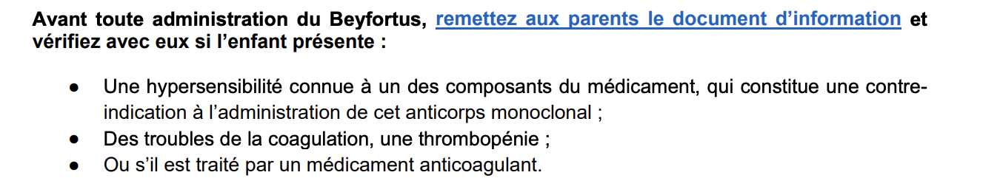 Avant toute administration du Beyfortus, remettez aux parents le document d’information et
vérifiez avec eux si l’enfant présente :
● Une hypersensibilité connue à un des composants du médicament, qui constitue une contre-
indication à l’administration de cet anticorps monoclonal ;
● Des troubles de la coagulation, une thrombopénie ;
● Ou s’il est traité par un médicament anticoagulant.